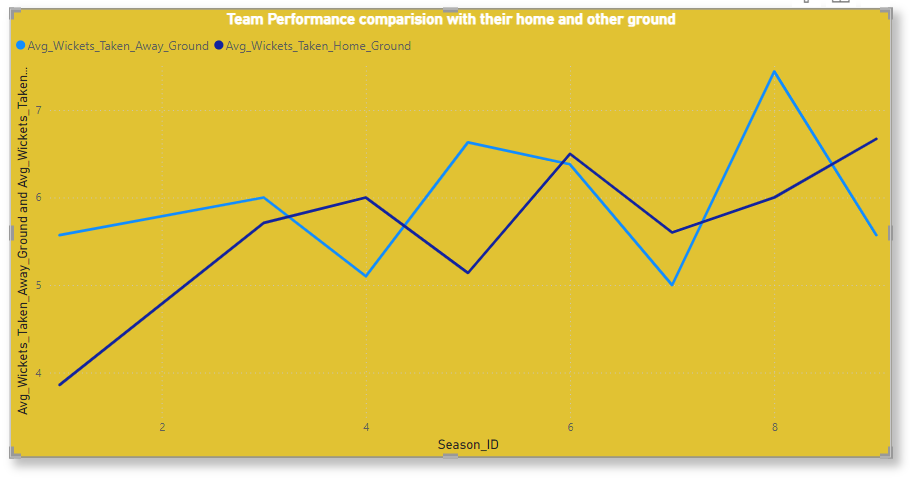 Team Performance comparision with their home and other ground
Avg_Wickets_Taken_Away_Ground Avg_Wickets_Taken_Home_Ground
Avg_Wickets_Taken_Away_Ground and Avg_Wickets_Taken...
7
6
5
4
2 4 6 8
Season_ID